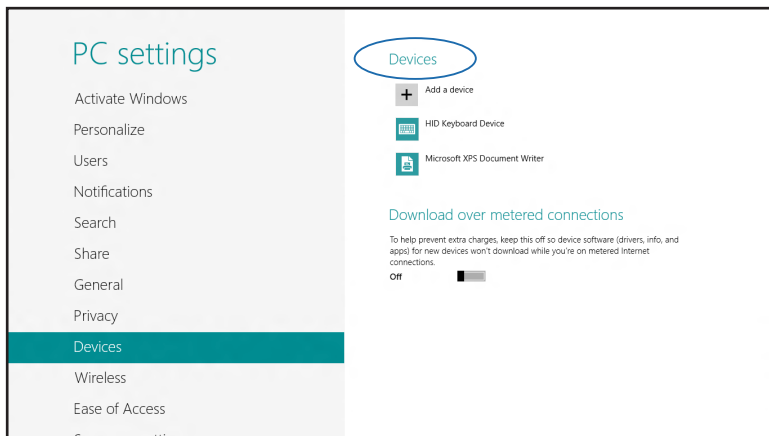 PC settings
Activate Windows
Personalize
Users
Notifications
Search
Share
General
Privacy
Devices
Wireless
Ease of Access
Devices
Add a device
HID Keyboard Device
Microsoft XPS Document Writer
Download over metered connections
To help prevent extra charges, keep this off so device software (drivers, info, and
apps) for new devices won't download while you're on metered Internet
connections.
Off